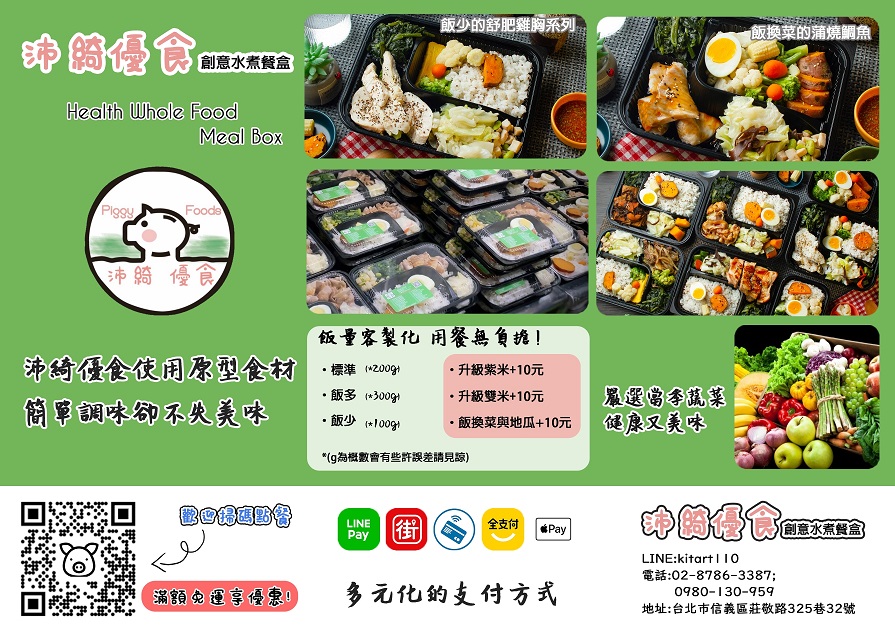 沛綺優食 創意水煮餐盒
Health Whole Food
Meal Box
Piggy Foods
沛綺 優食
沛綺優食使用原型食材
簡單調味卻不失美味
飯少的舒肥雞胸系列
飯換菜的蒲燒鯛魚
飯量客製化 用餐無負擔!
・標準 (*200g)
・飯多 (*300g)
・飯少 (*100g)
・升級紫米+10元
・升級雙米+10元
・飯換菜與地瓜+10元
*(g為概數會有些許誤差請見諒)
嚴選當季蔬菜
健康又美味
歡迎掃碼點餐
滿額免運享優惠!
LINE Pay
街
全支付
Pay
多元化的支付方式
沛綺優食 創意水煮餐盒
LINE:kitart110
電話:02-8786-3387;
0980-130-959
地址:台北市信義區莊敬路325巷32號